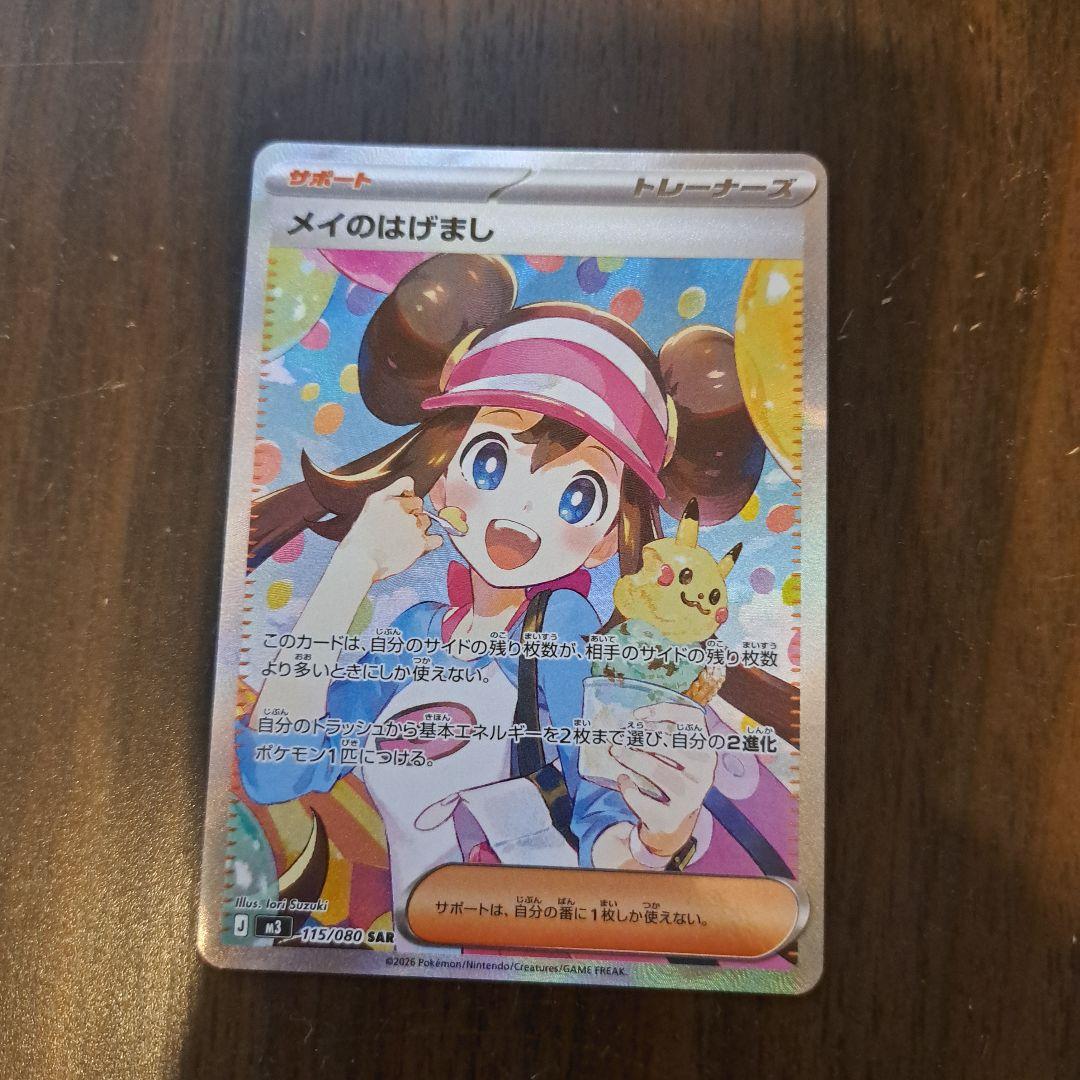 サポート
トレーナーズ
メイのはげまし
このカードは、自分のサイドの残り枚数が、相手のサイドの残り枚数
より多いときにしか使えない。
自分のトラッシュから基本エネルギーを2枚まで選び、自分の2進化
ポケモン1匹につける。
サポートは、自分の番に1枚しか使えない。
Illus. Iori Suzuki
J m3 115/080 SAR
©2026 Pokémon/Nintendo/Creatures/GAME FREAK.